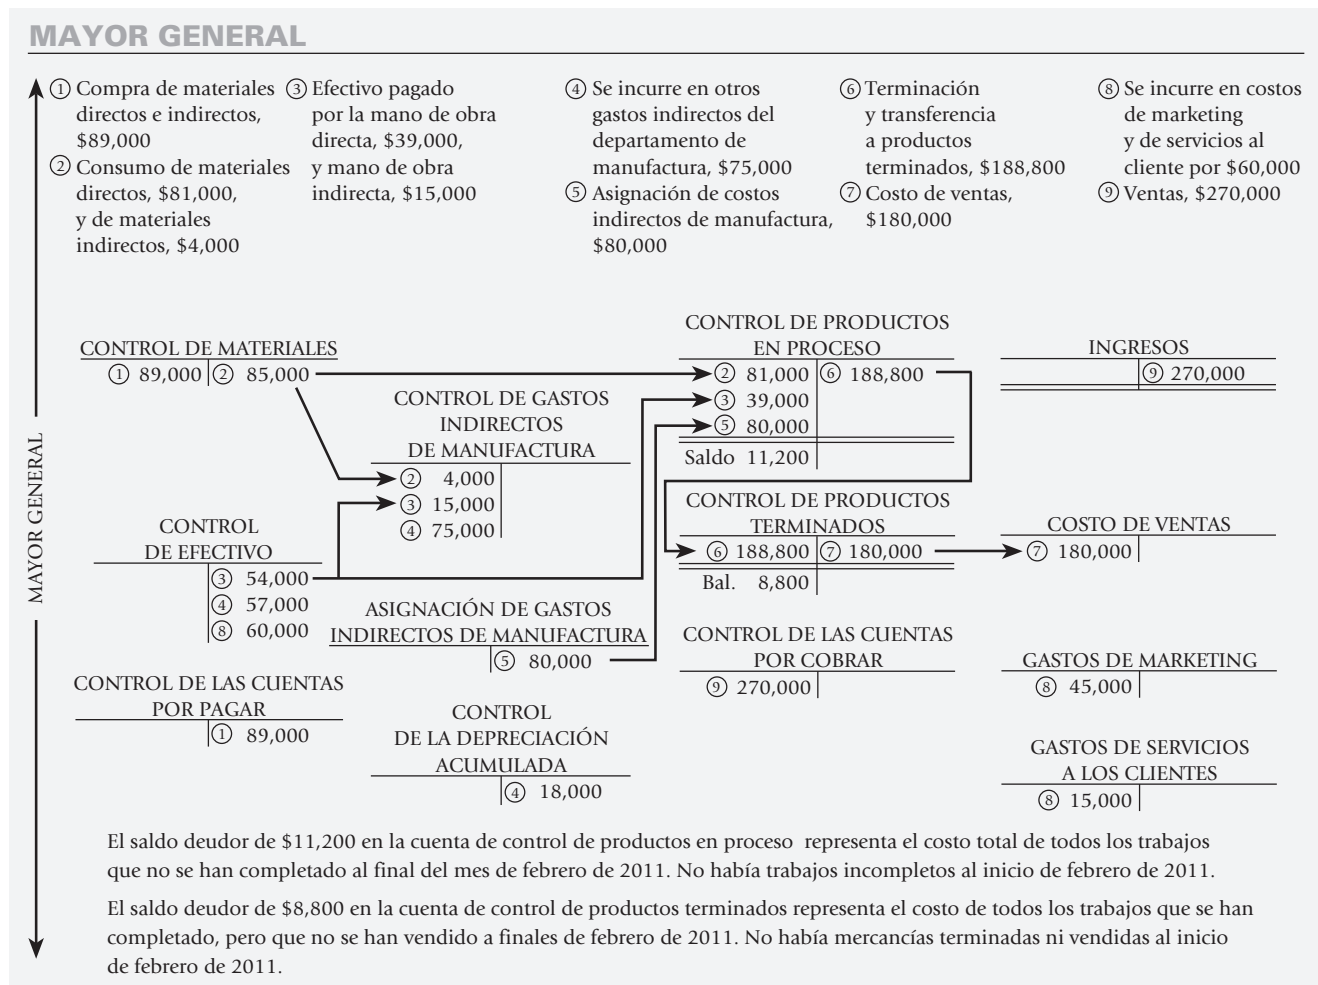 MAYOR GENERAL
① Compra de materiales
directos e indirectos,
$89,000
② Consumo de materiales
directos, $81,000,
y de materiales
indirectos, $4,000
③ Efectivo pagado
por la mano de obra
directa, $39,000,
y mano de obra
indirecta, $15,000
④ Se incurre en otros
gastos indirectos del
departamento de
manufactura, $75,000
⑤ Asignación de costos
indirectos de manufactura,
$80,000
⑥ Terminación
y transferencia
a productos
terminados, $188,800
⑦ Costo de ventas,
$180,000
⑧ Se incurre en costos
de marketing
y de servicios al
cliente por $60,000
⑨ Ventas, $270,000
MAYOR GENERAL
CONTROL DE MATERIALES
① 89,000 ② 85,000
CONTROL DE GASTOS
INDIRECTOS
DE MANUFACTURA
② 4,000
③ 15,000
④ 75,000
CONTROL DE PRODUCTOS
EN PROCESO
② 81,000 ⑥ 188,800
③ 39,000
⑤ 80,000
Saldo 11,200
INGRESOS
⑨ 270,000
CONTROL
DE EFECTIVO
③ 54,000
④ 57,000
⑧ 60,000
CONTROL DE PRODUCTOS
TERMINADOS
⑥ 188,800 ⑦ 180,000
Bal. 8,800
COSTO DE VENTAS
⑦ 180,000
ASIGNACIÓN DE GASTOS
INDIRECTOS DE MANUFACTURA
⑤ 80,000
CONTROL DE LAS CUENTAS
POR COBRAR
⑨ 270,000
GASTOS DE MARKETING
⑧ 45,000
CONTROL DE LAS CUENTAS
POR PAGAR
① 89,000
CONTROL
DE LA DEPRECIACIÓN
ACUMULADA
④ 18,000
GASTOS DE SERVICIOS
A LOS CLIENTES
⑧ 15,000
El saldo deudor de $11,200 en la cuenta de control de productos en proceso representa el costo total de todos los trabajos
que no se han completado al final del mes de febrero de 2011. No había trabajos incompletos al inicio de febrero de 2011.
El saldo deudor de $8,800 en la cuenta de control de productos terminados representa el costo de todos los trabajos que se han
completado, pero que no se han vendido a finales de febrero de 2011. No había mercancías terminadas ni vendidas al inicio
de febrero de 2011.